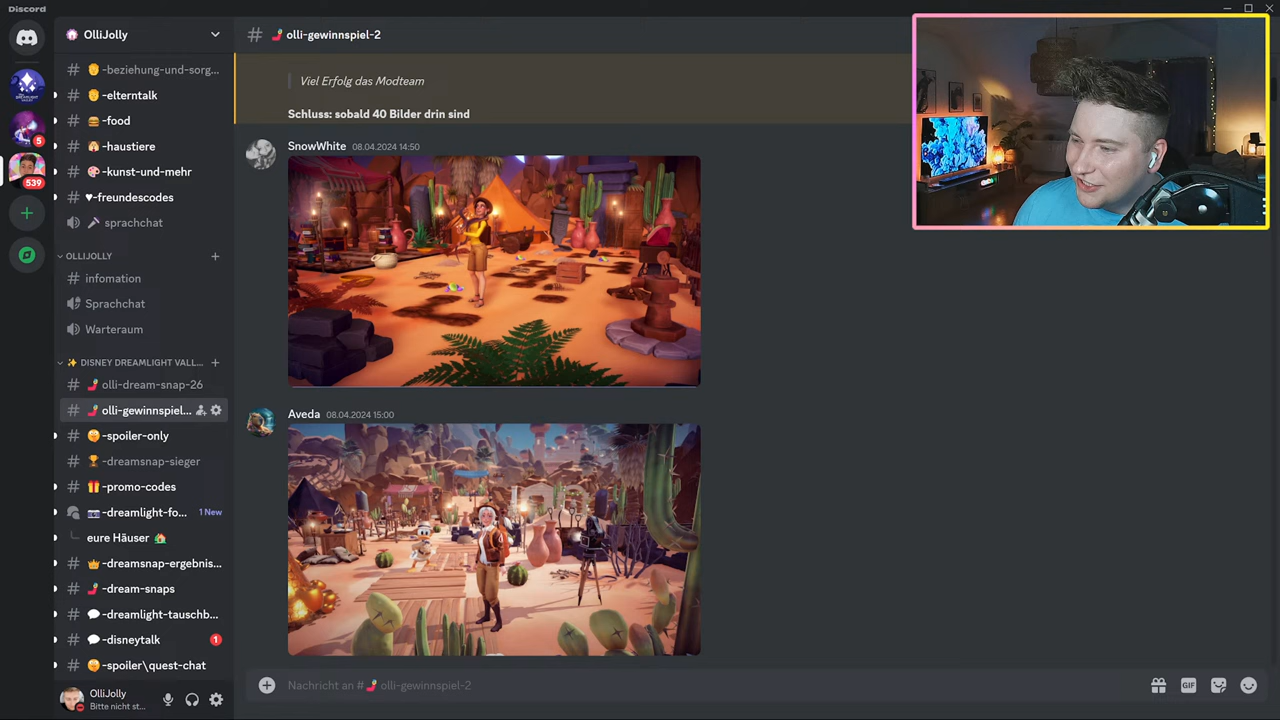 Discord
OlliJolly
olli-gewinnspiel-2
-beziehung-und-sorg...
-elterntalk
-food
-haustiere
-kunst-und-mehr
♥-freundescodes
sprachchat
OLLIJOLLY
infomation
Sprachchat
Warteraum
DISNEY DREAMLIGHT VALL...
olli-dream-snap-26
olli-gewinnspiel...
-spoiler-only
-dreamsnap-sieger
-promo-codes
-dreamlight-fo... 1 New
eure Häuser
-dreamsnap-ergebnis...
-dream-snaps
-dreamlight-tauschb...
-disneytalk 1
-spoiler\quest-chat
OlliJolly
Bitte nicht st...
5
539
Viel Erfolg das Modteam
Schluss: sobald 40 Bilder drin sind
SnowWhite 08.04.2024 14:50
Aveda 08.04.2024 15:00
Nachricht an # olli-gewinnspiel-2
GIF